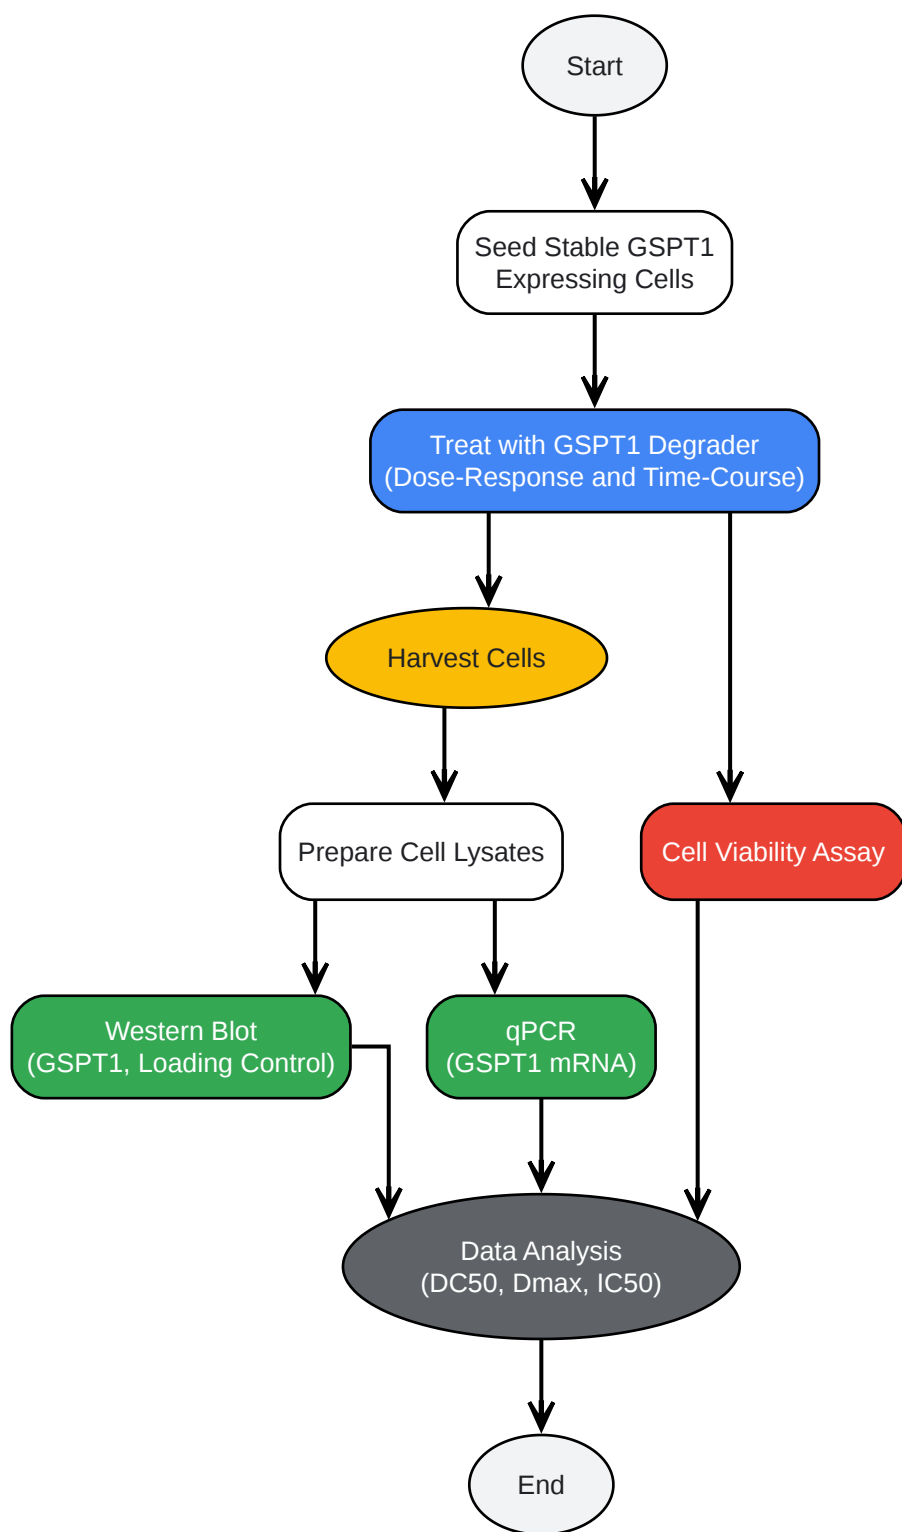 Start
Seed Stable GSPT1
Expressing Cells
Treat with GSPT1 Degrader
(Dose-Response and Time-Course)
Harvest Cells
Prepare Cell Lysates
Cell Viability Assay
Western Blot
(GSPT1, Loading Control)
qPCR
(GSPT1 mRNA)
Data Analysis
(DC50, Dmax, IC50)
End